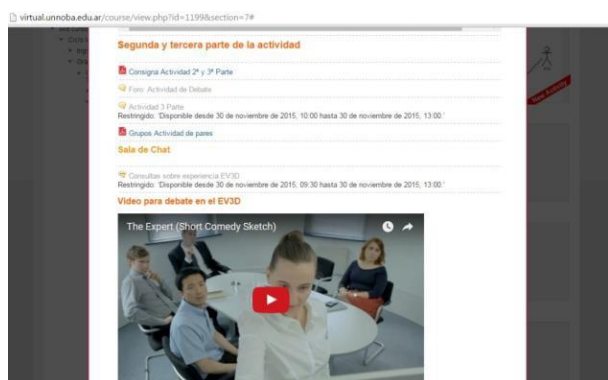 virtual.unnoba.edu.ar/course/view.php?id=1199&section=7#
Segunda y tercera parte de la actividad
Consigna Actividad 2ª y 3ª Parte
Foro: Actividad de Debate
Actividad 3 Parte
Restringido: 'Disponible desde 30 de noviembre de 2015, 10:00 hasta 30 de noviembre de 2015, 13:00.'
Grupos Actividad de pares
Sala de Chat
Consultas sobre experiencia EV3D
Restringido: 'Disponible desde 30 de noviembre de 2015, 09:30 hasta 30 de noviembre de 2015, 13:00.'
Video para debate en el EV3D
The Expert (Short Comedy Sketch)
New Activity